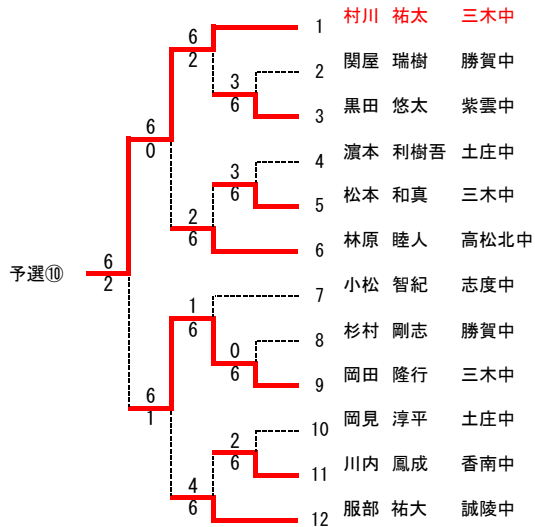 6
1 村川 祐太 三木中
2
3
2 関屋 瑞樹 勝賀中
6
3 黒田 悠太 紫雲中
6
0
4 濵本 利樹吾 土庄中
3
6
5 松本 和真 三木中
2
6
6 林原 睦人 高松北中
予選⑩
6
2
7 小松 智紀 志度中
1
6
8 杉村 剛志 勝賀中
0
6
9 岡田 隆行 三木中
6
1
10 岡見 淳平 土庄中
2
6
11 川内 鳳成 香南中
4
6
12 服部 祐大 誠陵中